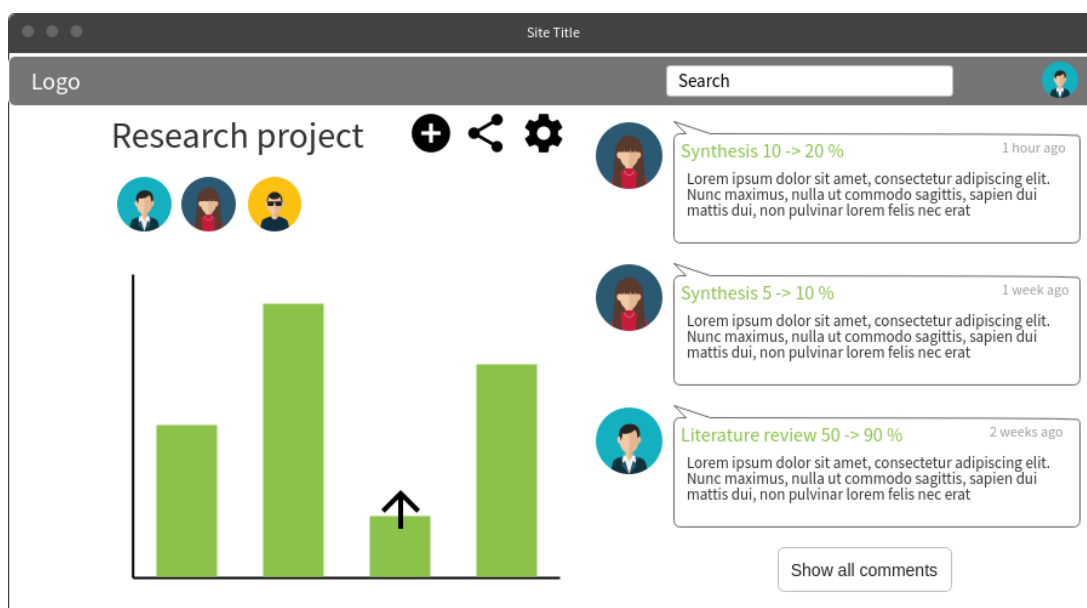 Site Title
Logo
Search
Research project
Synthesis 10 -> 20 %
1 hour ago
Lorem ipsum dolor sit amet, consectetur adipiscing elit.
Nunc maximus, nulla ut commodo sagittis, sapien dui
mattis dui, non pulvinar lorem felis nec erat
Synthesis 5 -> 10 %
1 week ago
Lorem ipsum dolor sit amet, consectetur adipiscing elit.
Nunc maximus, nulla ut commodo sagittis, sapien dui
mattis dui, non pulvinar lorem felis nec erat
Literature review 50 -> 90 %
2 weeks ago
Lorem ipsum dolor sit amet, consectetur adipiscing elit.
Nunc maximus, nulla ut commodo sagittis, sapien dui
mattis dui, non pulvinar lorem felis nec erat
Show all comments